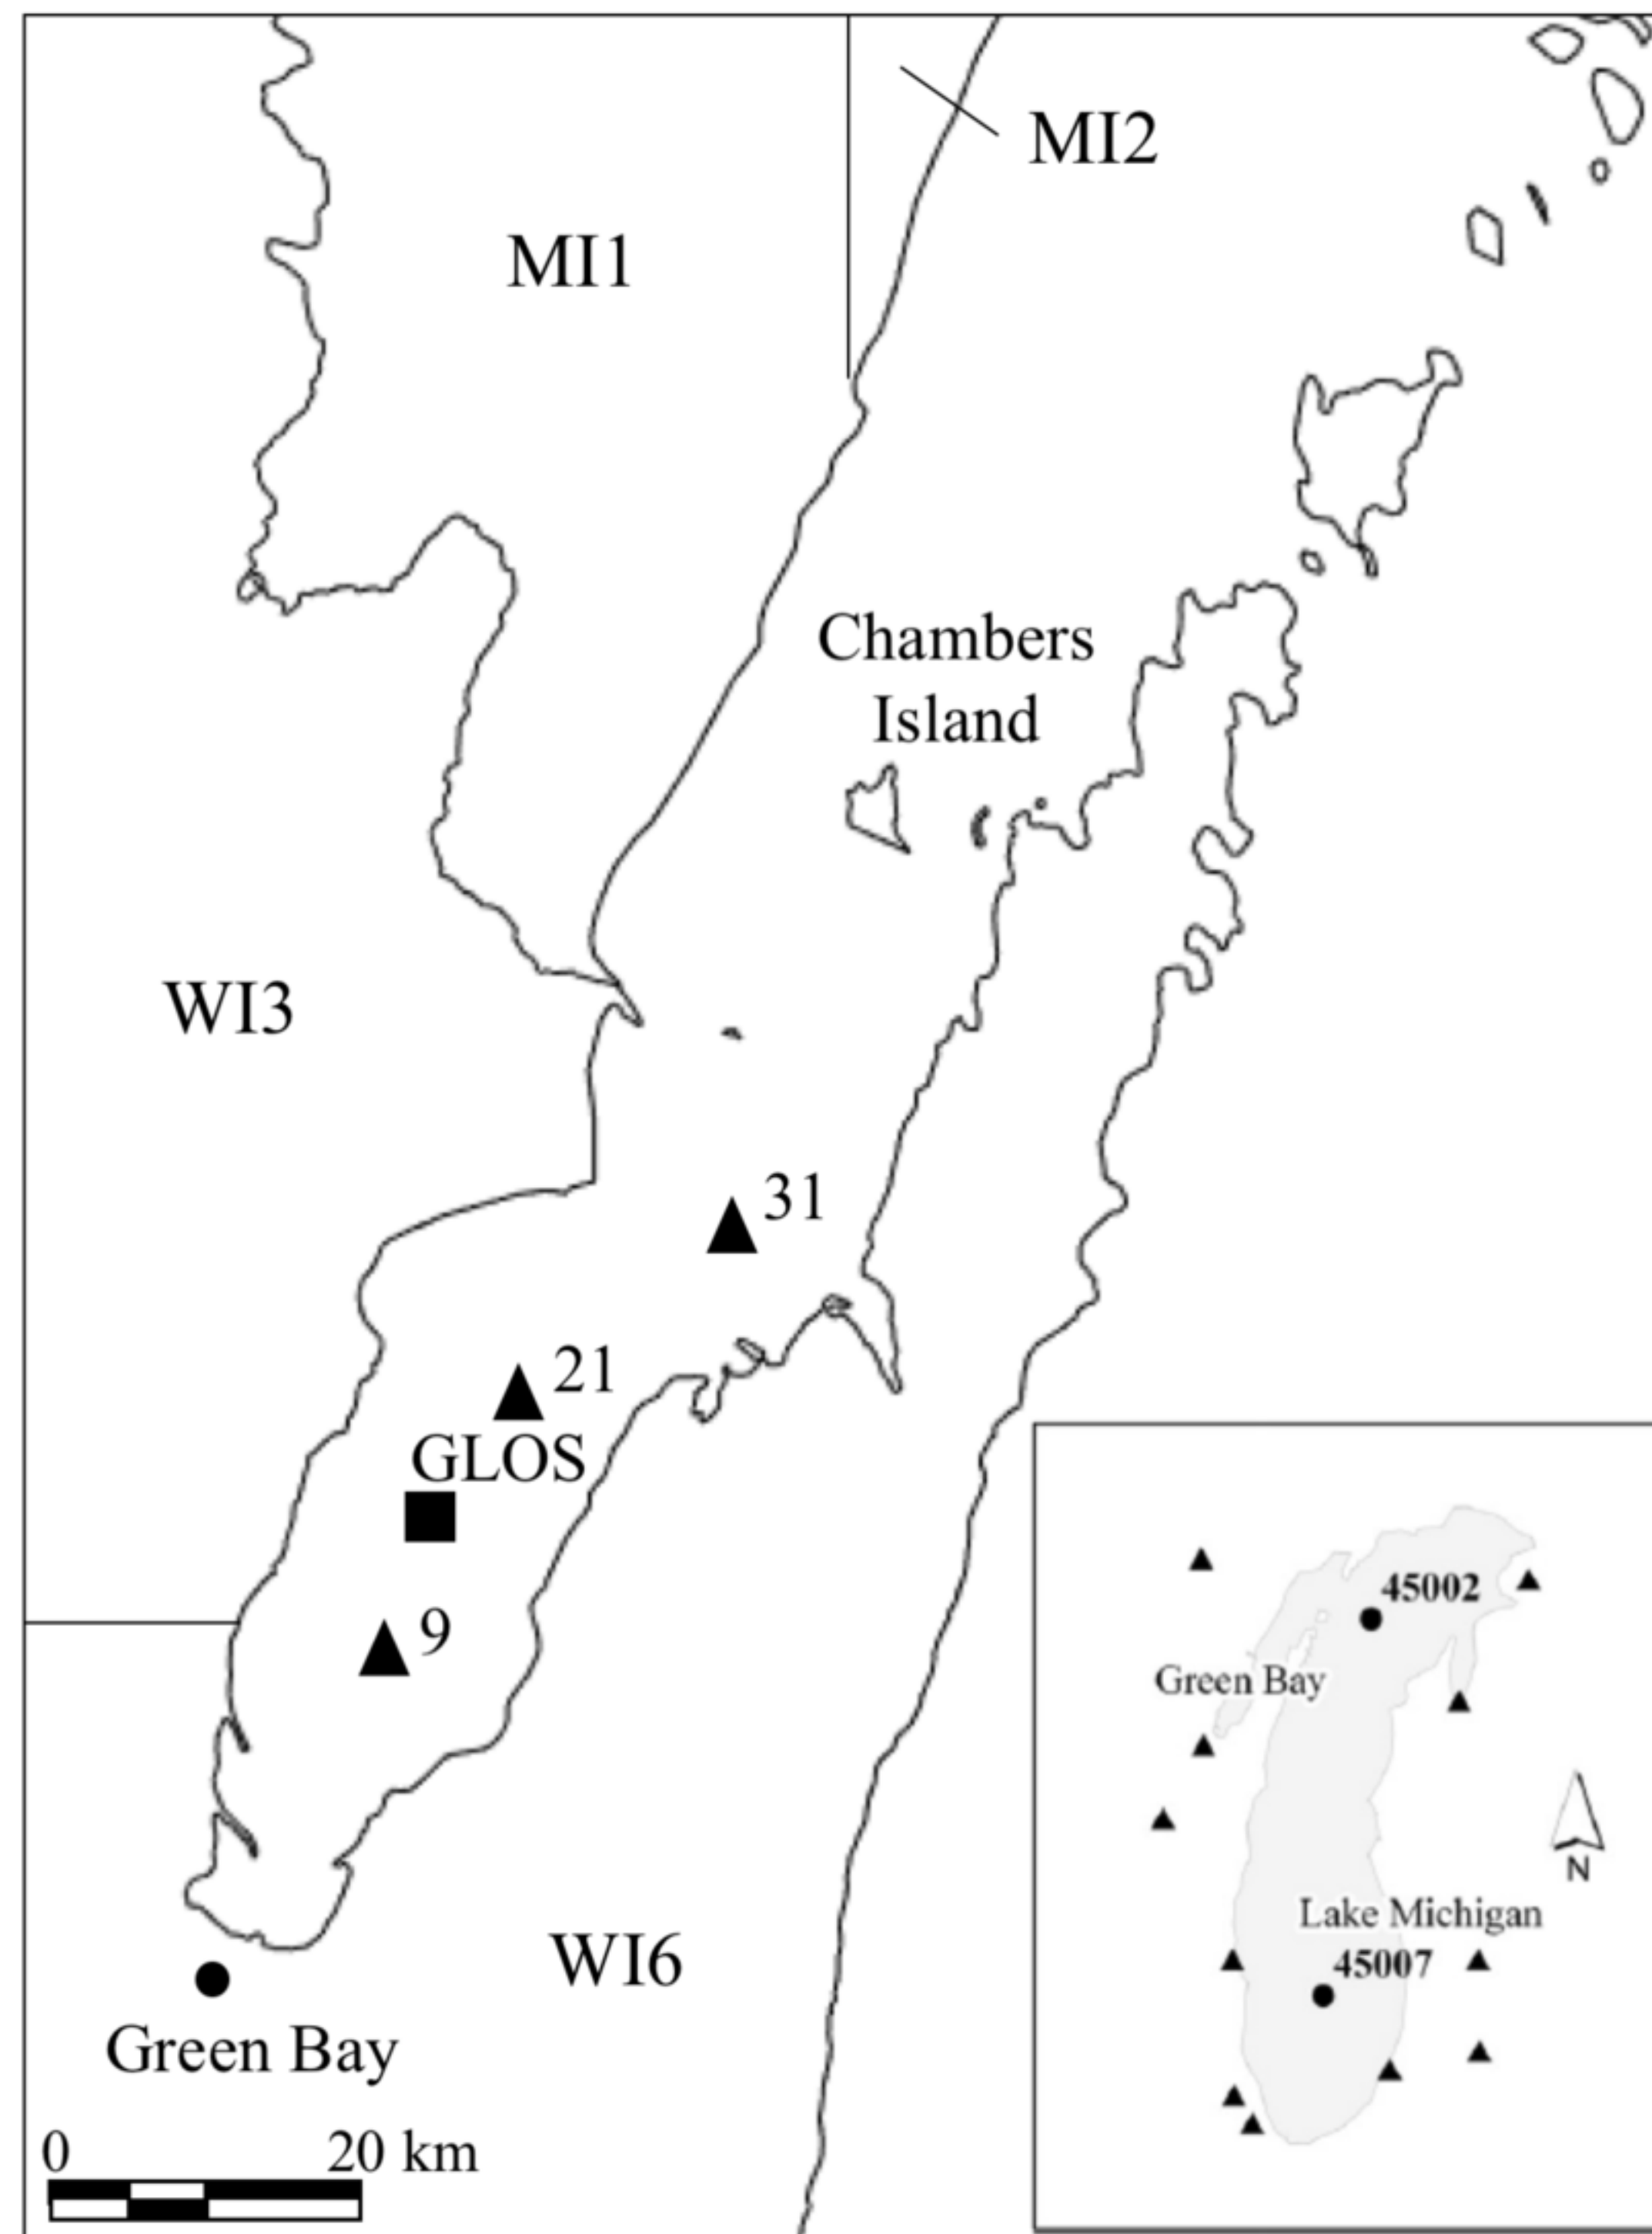 MI2
MI1
Chambers
Island
WI3
31
21
GLOS
9
WI6
Green Bay
0 20 km
45002
Green Bay
N
Lake Michigan
45007